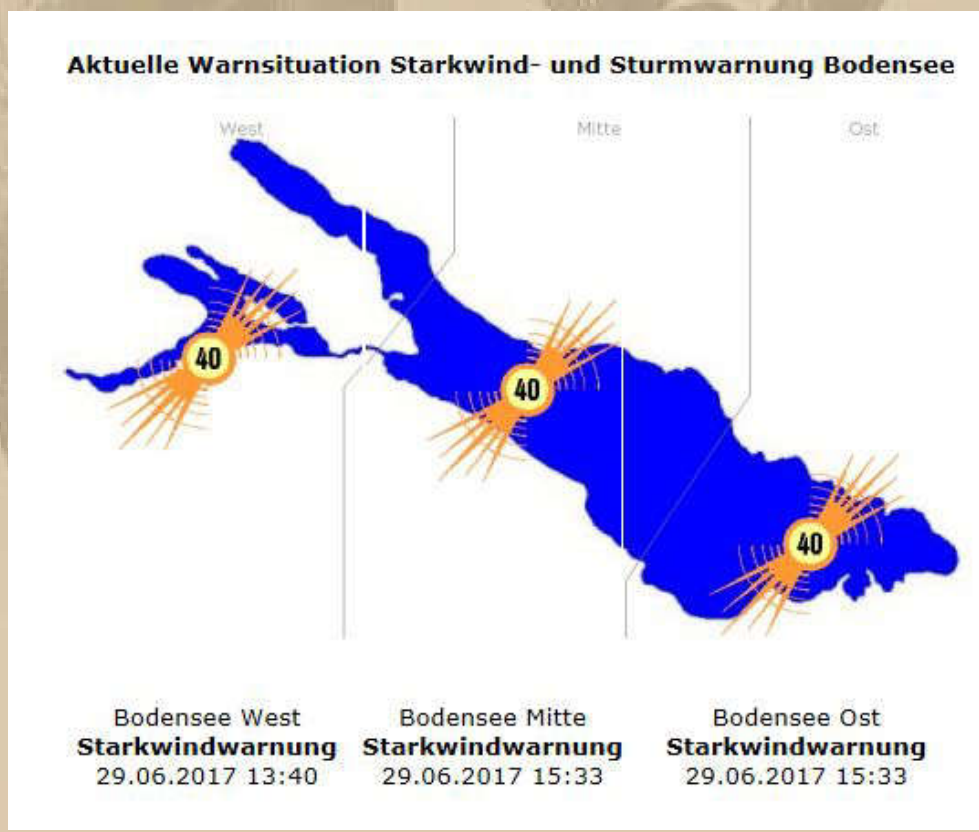 Aktuelle Warnsituation Starkwind- und Sturmwarnung Bodensee
West
Mitte
Ost
40
40
40
Bodensee West
Starkwindwarnung
29.06.2017 13:40
Bodensee Mitte
Starkwindwarnung
29.06.2017 15:33
Bodensee Ost
Starkwindwarnung
29.06.2017 15:33